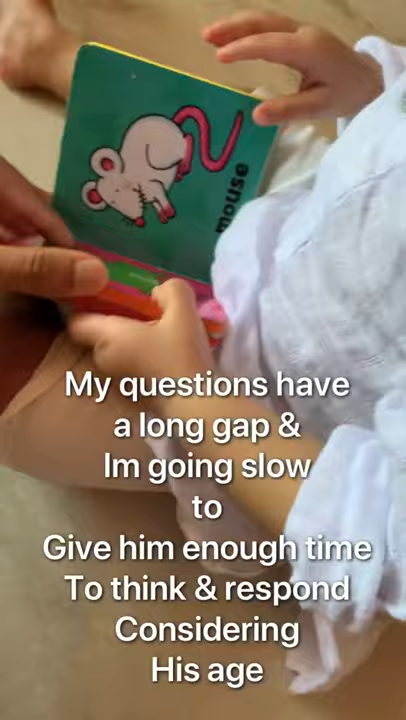 mouse
My questions have
a long gap &
Im going slow
to
Give him enough time
To think & respond
Considering
His age